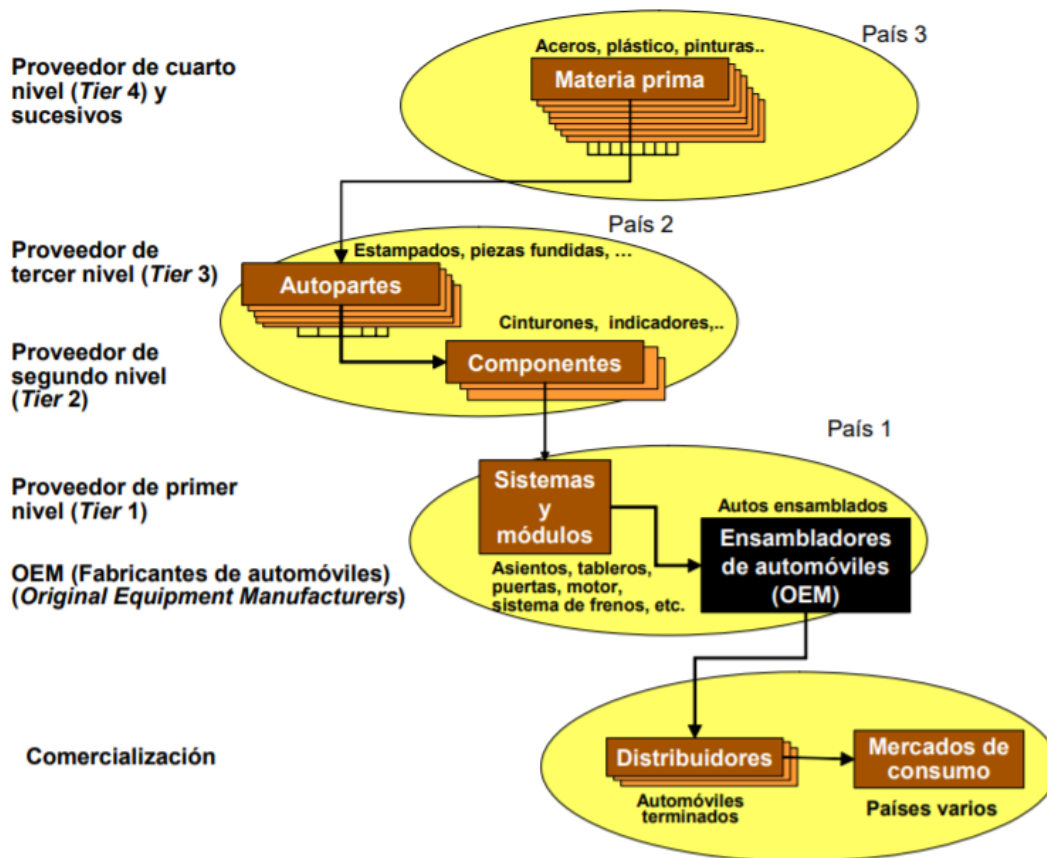 País 3
Aceros, plástico, pinturas..
Proveedor de cuarto
nivel (Tier 4) y
sucesivos
Materia prima
País 2
Proveedor de
tercer nivel (Tier 3)
Estampados, piezas fundidas, ...
Autopartes
Cinturones, indicadores,..
Proveedor de
segundo nivel
(Tier 2)
Componentes
País 1
Proveedor de primer
nivel (Tier 1)
Sistemas
y
módulos
Autos ensamblados
Ensambladores
de automóviles
(OEM)
OEM (Fabricantes de automóviles)
(Original Equipment Manufacturers)
Asientos, tableros,
puertas, motor,
sistema de frenos, etc.
Comercialización
Distribuidores
Automóviles
terminados
Mercados de
consumo
Países varios